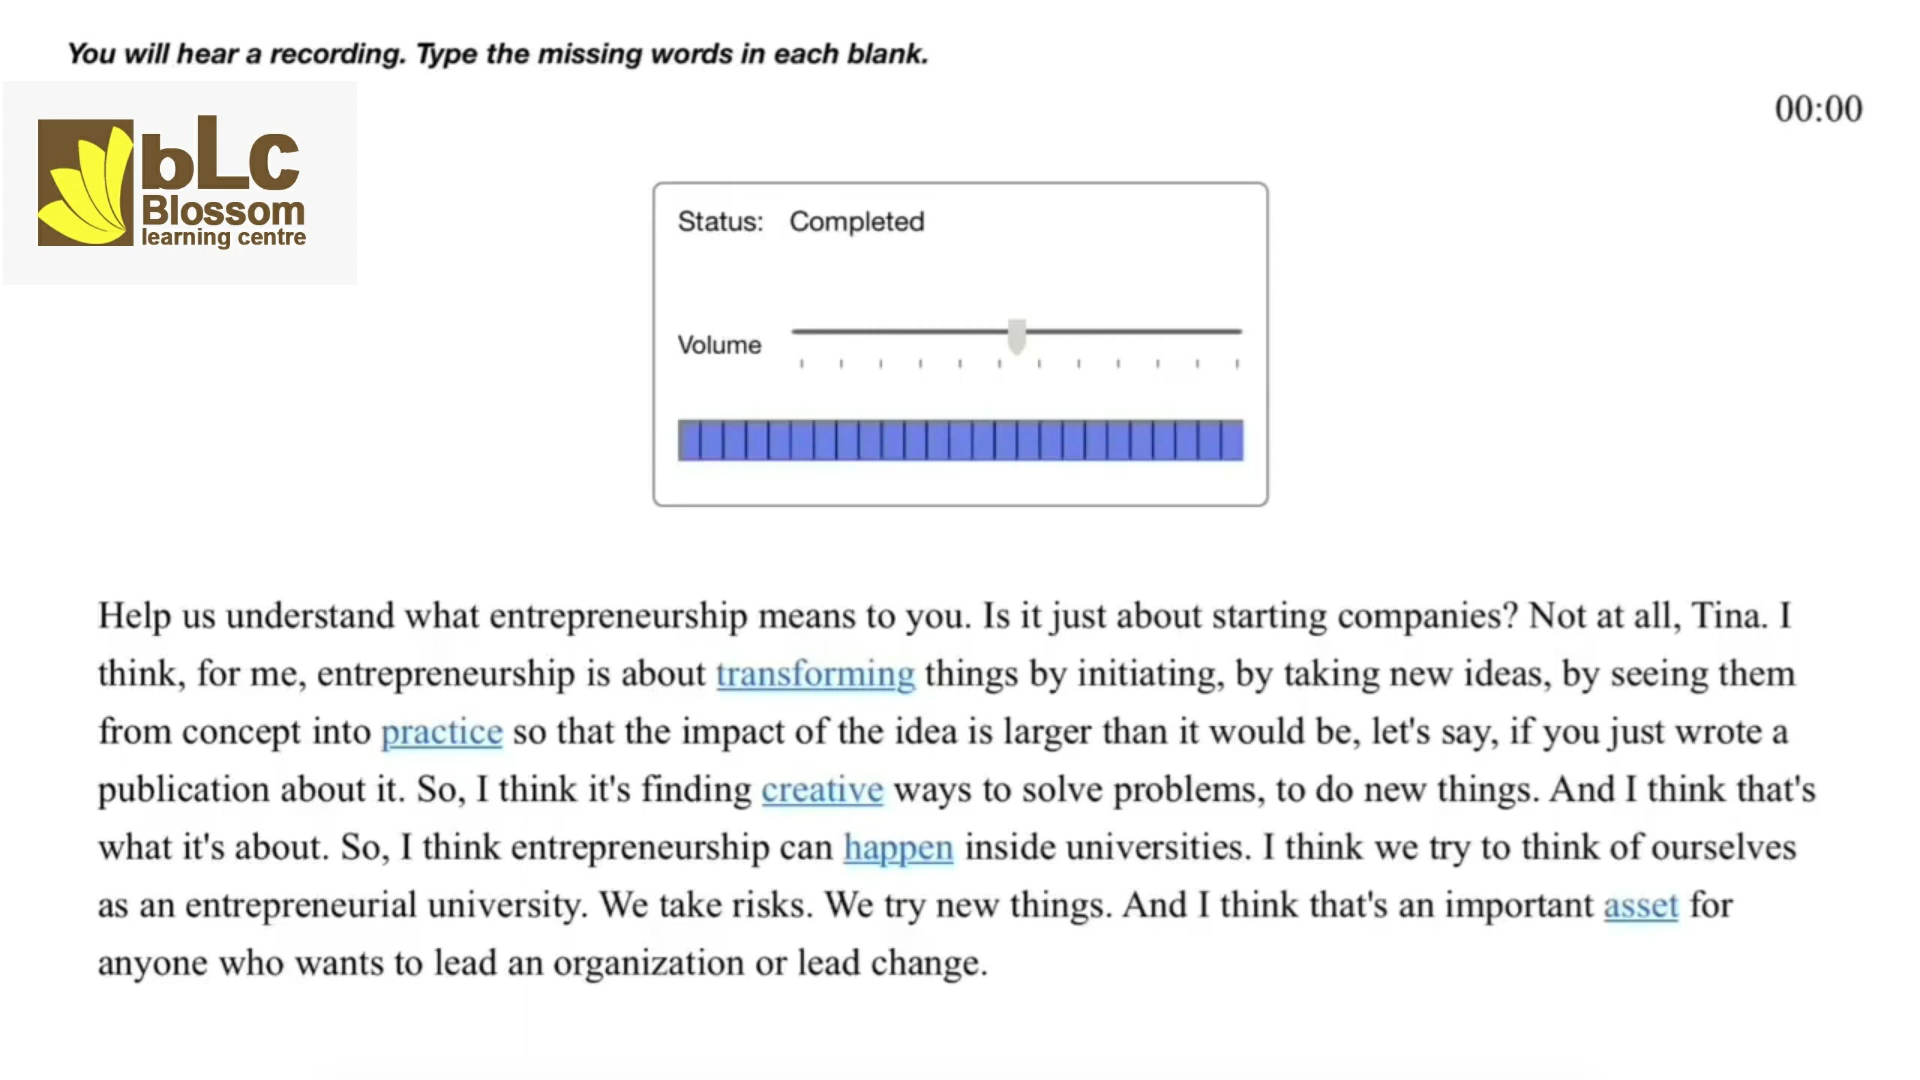 You will hear a recording. Type the missing words in each blank.
00:00
bLc
Blossom
learning centre
Status: Completed
Volume
Help us understand what entrepreneurship means to you. Is it just about starting companies? Not at all, Tina. I
think, for me, entrepreneurship is about transforming things by initiating, by taking new ideas, by seeing them
from concept into practice so that the impact of the idea is larger than it would be, let's say, if you just wrote a
publication about it. So, I think it's finding creative ways to solve problems, to do new things. And I think that's
what it's about. So, I think entrepreneurship can happen inside universities. I think we try to think of ourselves
as an entrepreneurial university. We take risks. We try new things. And I think that's an important asset for
anyone who wants to lead an organization or lead change.